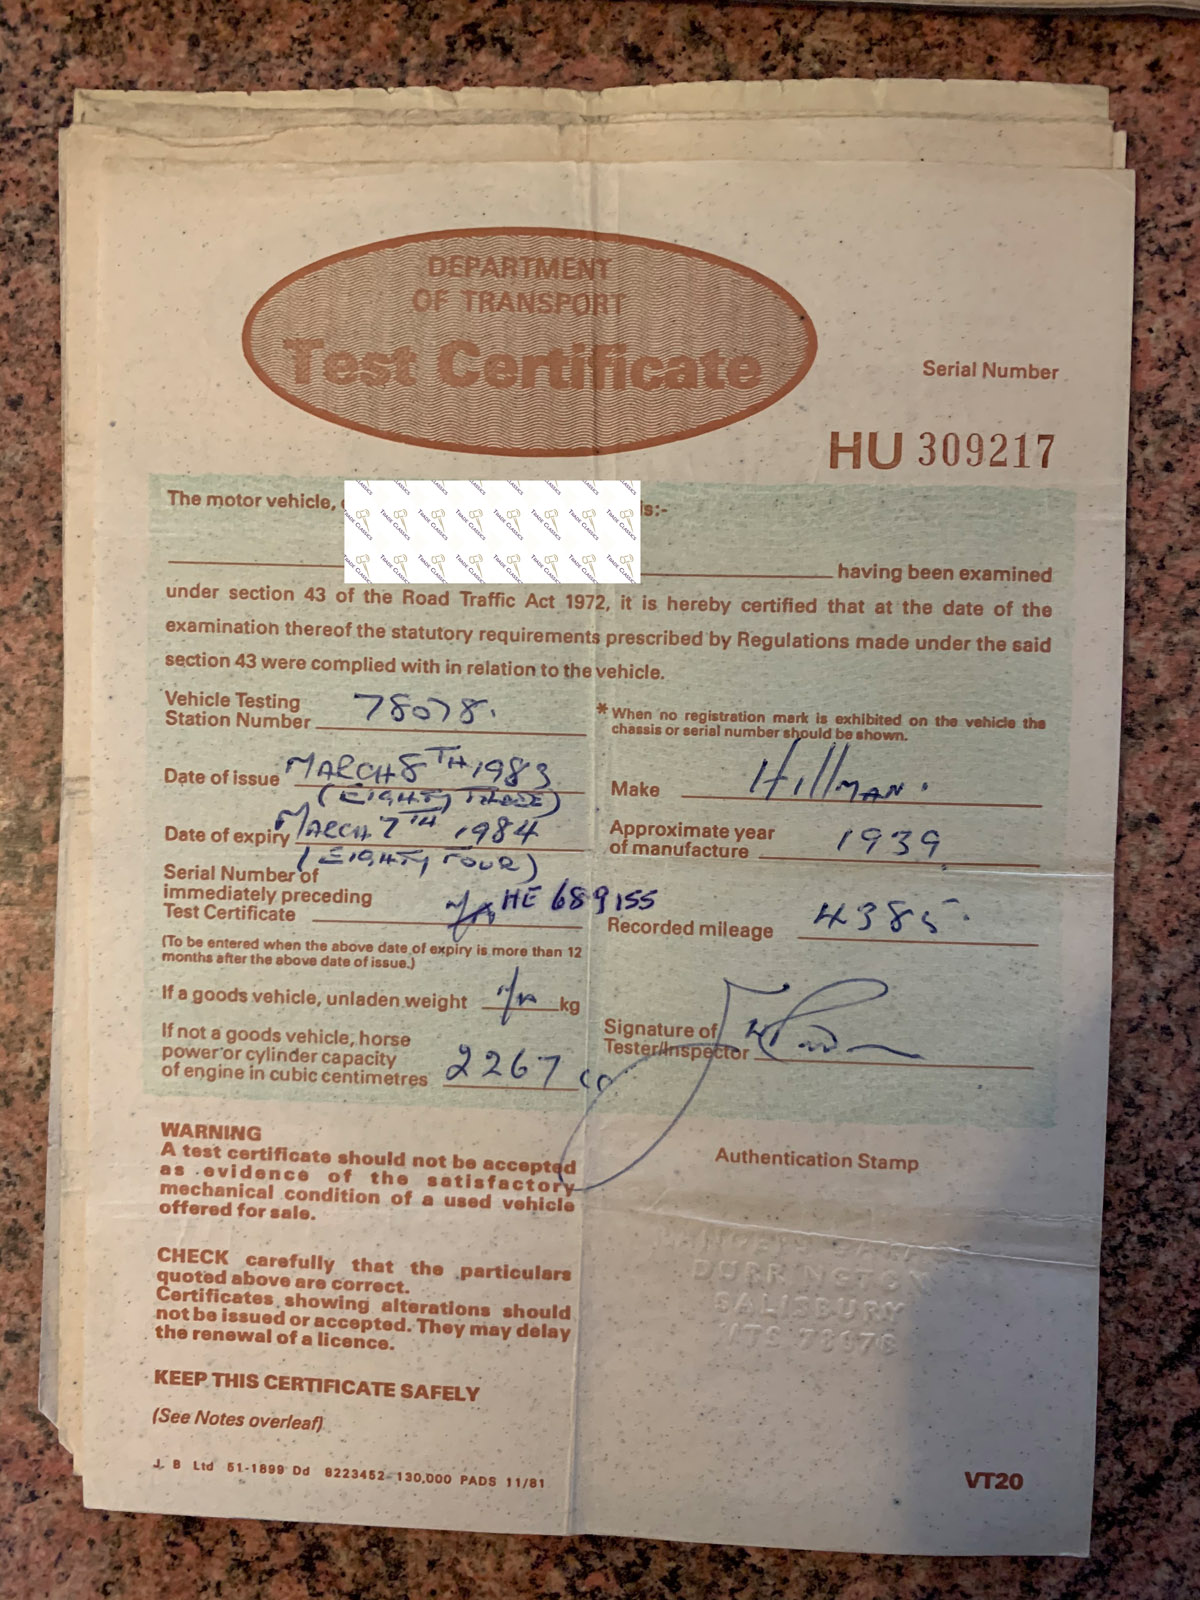 DEPARTMENT
OF TRANSPORT
Test Certificate
Serial Number
HU 309217
The motor vehicle,
s:-
having been examined
under section 43 of the Road Traffic Act 1972, it is hereby certified that at the date of the
examination thereof the statutory requirements prescribed by Regulations made under the said
section 43 were complied with in relation to the vehicle.
Vehicle Testing
Station Number 78078.
Date of issue MARCH 8TH 1983
(EIGHTY THREE)
Date of expiry MARCH 7TH, 1984
(EIGHTY FOUR)
Serial Number of
immediately preceding
Test Certificate HE 689155
(To be entered when the above date of expiry is more than 12
months after the above date of issue.)
If a goods vehicle, unladen weight N/A kg
If not a goods vehicle, horse
power or cylinder capacity
of engine in cubic centimetres 2267 cc
* When no registration mark is exhibited on the vehicle the
chassis or serial number should be shown.
Make Hillman.
Approximate year
of manufacture 1939
Recorded mileage 4385.
Signature of
Tester/Inspector
WARNING
A test certificate should not be accepted
as evidence of the satisfactory
mechanical condition of a used vehicle
offered for sale.
CHECK carefully that the particulars
quoted above are correct.
Certificates showing alterations should
not be issued or accepted. They may delay
the renewal of a licence.
KEEP THIS CERTIFICATE SAFELY
(See Notes overleaf)
J. B Ltd 51-1899 Dd 8223452 130,000 PADS 11/81
Authentication Stamp
DURRINGTON
SALISBURY
VT20
TRADE CLASSICS